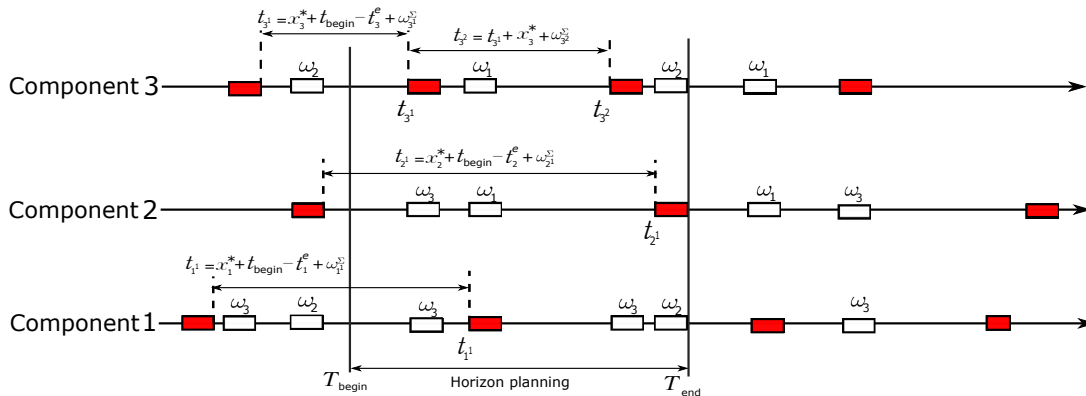 t_{3^1} = x_3^* + t_begin − t_3^e + ω_{3^1}^Σ
t_{3^2} = t_{3^1} + x_3^* + ω_{3^2}^Σ
Component 3
ω_2 ω_1 ω_2 ω_1
t_{3^1} t_{3^2}
t_{2^1} = x_2^* + t_begin − t_2^e + ω_{2^1}^Σ
Component 2
ω_3 ω_1 ω_1 ω_3
t_{2^1}
t_{1^1} = x_1^* + t_begin − t_1^e + ω_{1^1}^Σ
Component 1
ω_3 ω_2 ω_3 ω_3 ω_2 ω_3
t_{1^1}
T_begin Horizon planning T_end